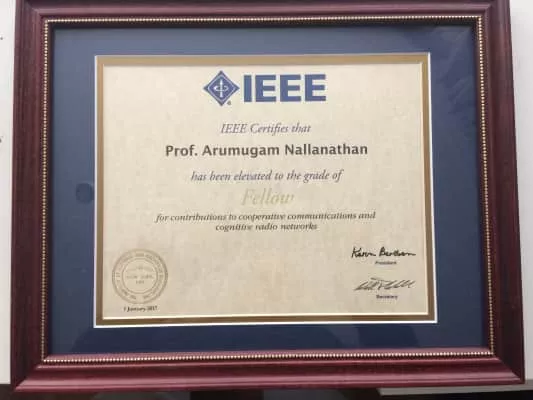 IEEE
IEEE Certifies that
Prof. Arumugam Nallanathan
has been elevated to the grade of
Fellow
for contributions to cooperative communications and
cognitive radio networks
President
Secretary
1 January 2017